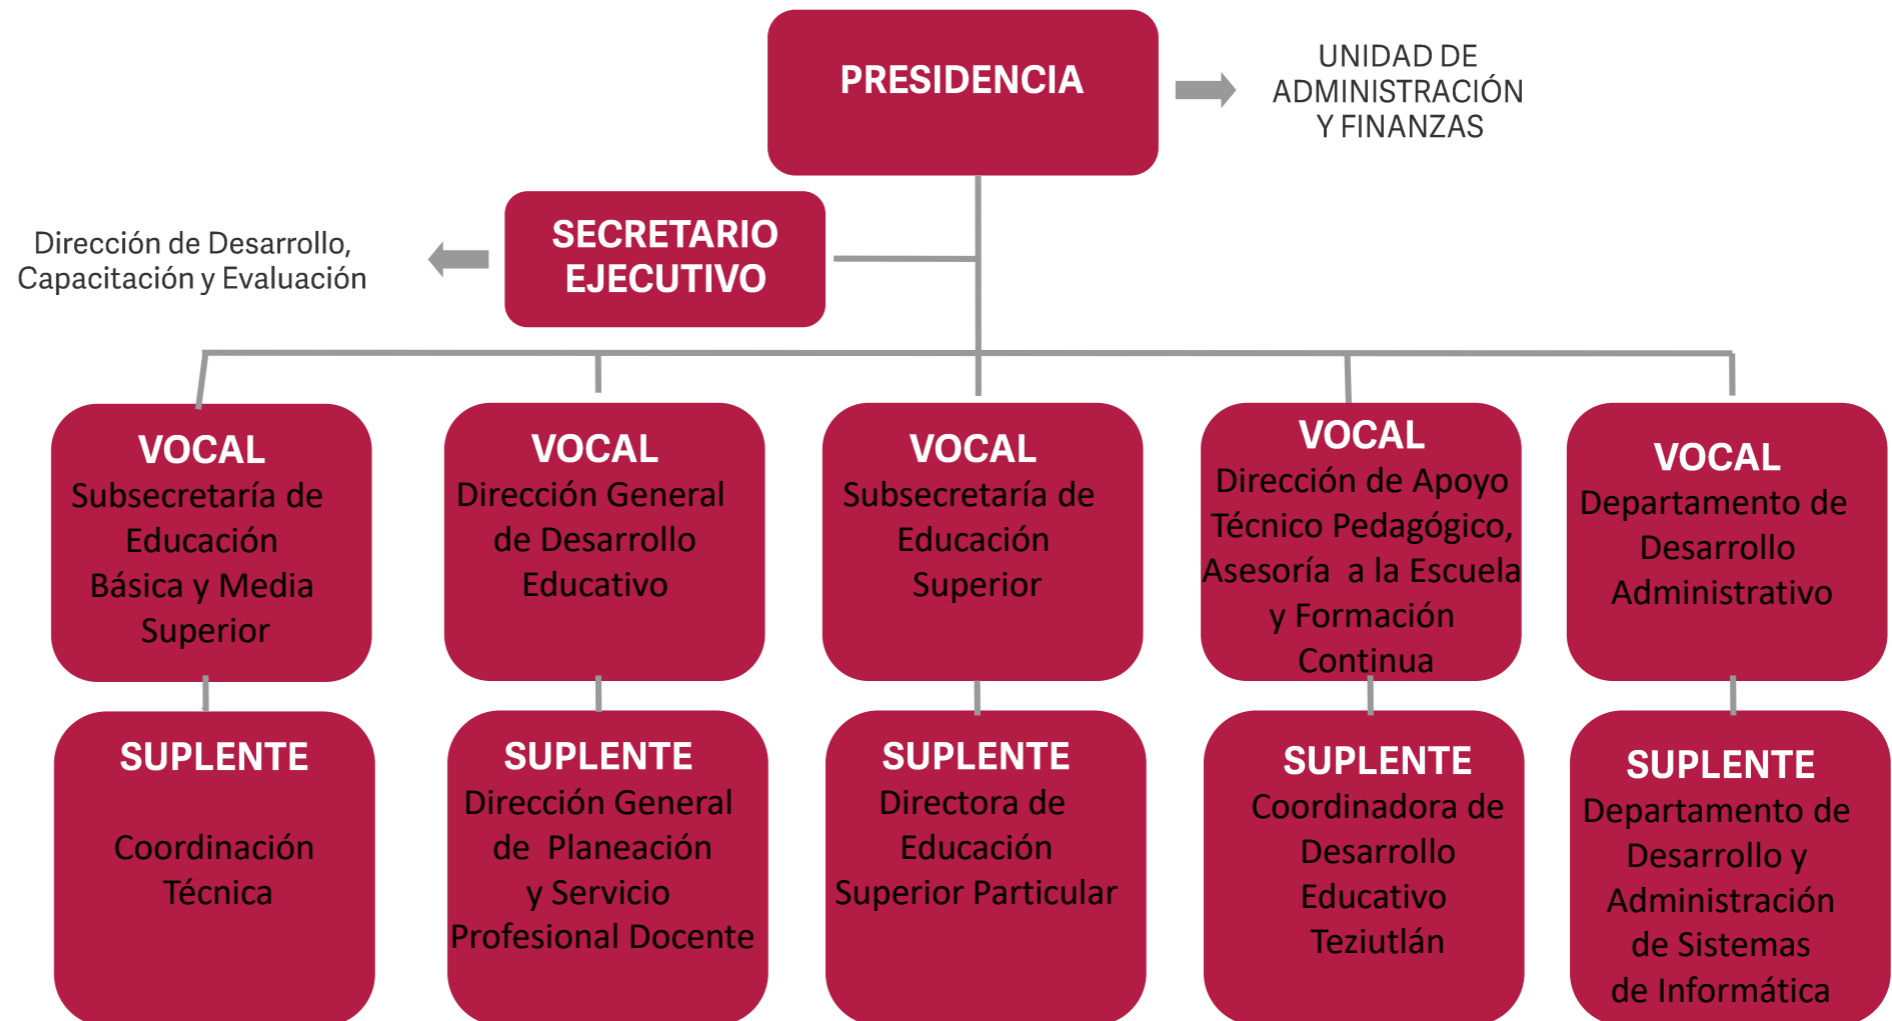 PRESIDENCIA
UNIDAD DE
ADMINISTRACIÓN
Y FINANZAS
SECRETARIO
EJECUTIVO
Dirección de Desarrollo,
Capacitación y Evaluación
VOCAL
Subsecretaría de
Educación
Básica y Media
Superior
VOCAL
Dirección General
de Desarrollo
Educativo
VOCAL
Subsecretaría de
Educación
Superior
VOCAL
Dirección de Apoyo
Técnico Pedagógico,
Asesoría a la Escuela
y Formación
Continua
VOCAL
Departamento de
Desarrollo
Administrativo
SUPLENTE
Coordinación
Técnica
SUPLENTE
Dirección General
de Planeación
y Servicio
Profesional Docente
SUPLENTE
Directora de
Educación
Superior Particular
SUPLENTE
Coordinadora de
Desarrollo
Educativo
Teziutlán
SUPLENTE
Departamento de
Desarrollo y
Administración
de Sistemas
de Informática